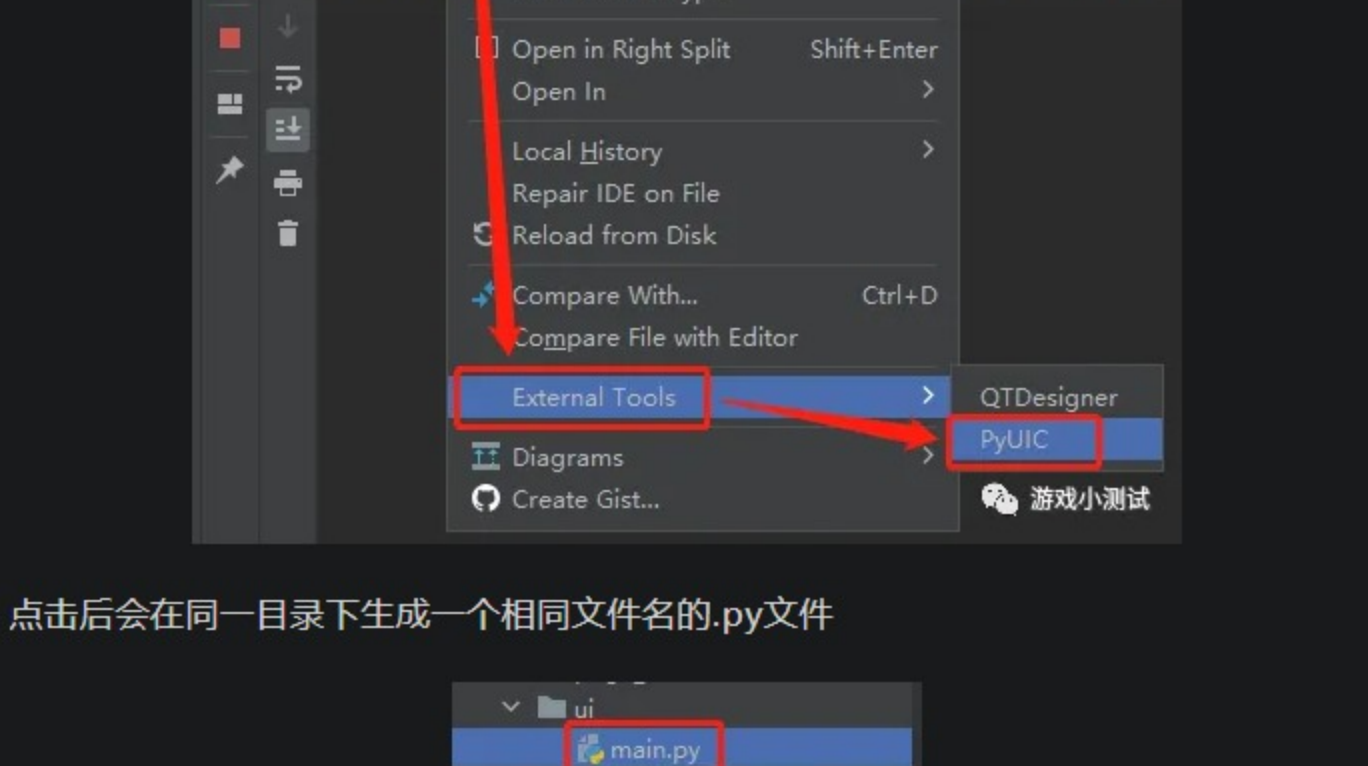 Open in Right Split Shift+Enter
Open In
Local History
Repair IDE on File
Reload from Disk
Compare With... Ctrl+D
Compare File with Editor
External Tools
QTDesigner
PyUIC
Diagrams
Create Gist...
游戏小测试
点击后会在同一目录下生成一个相同文件名的.py文件
ui
main.py